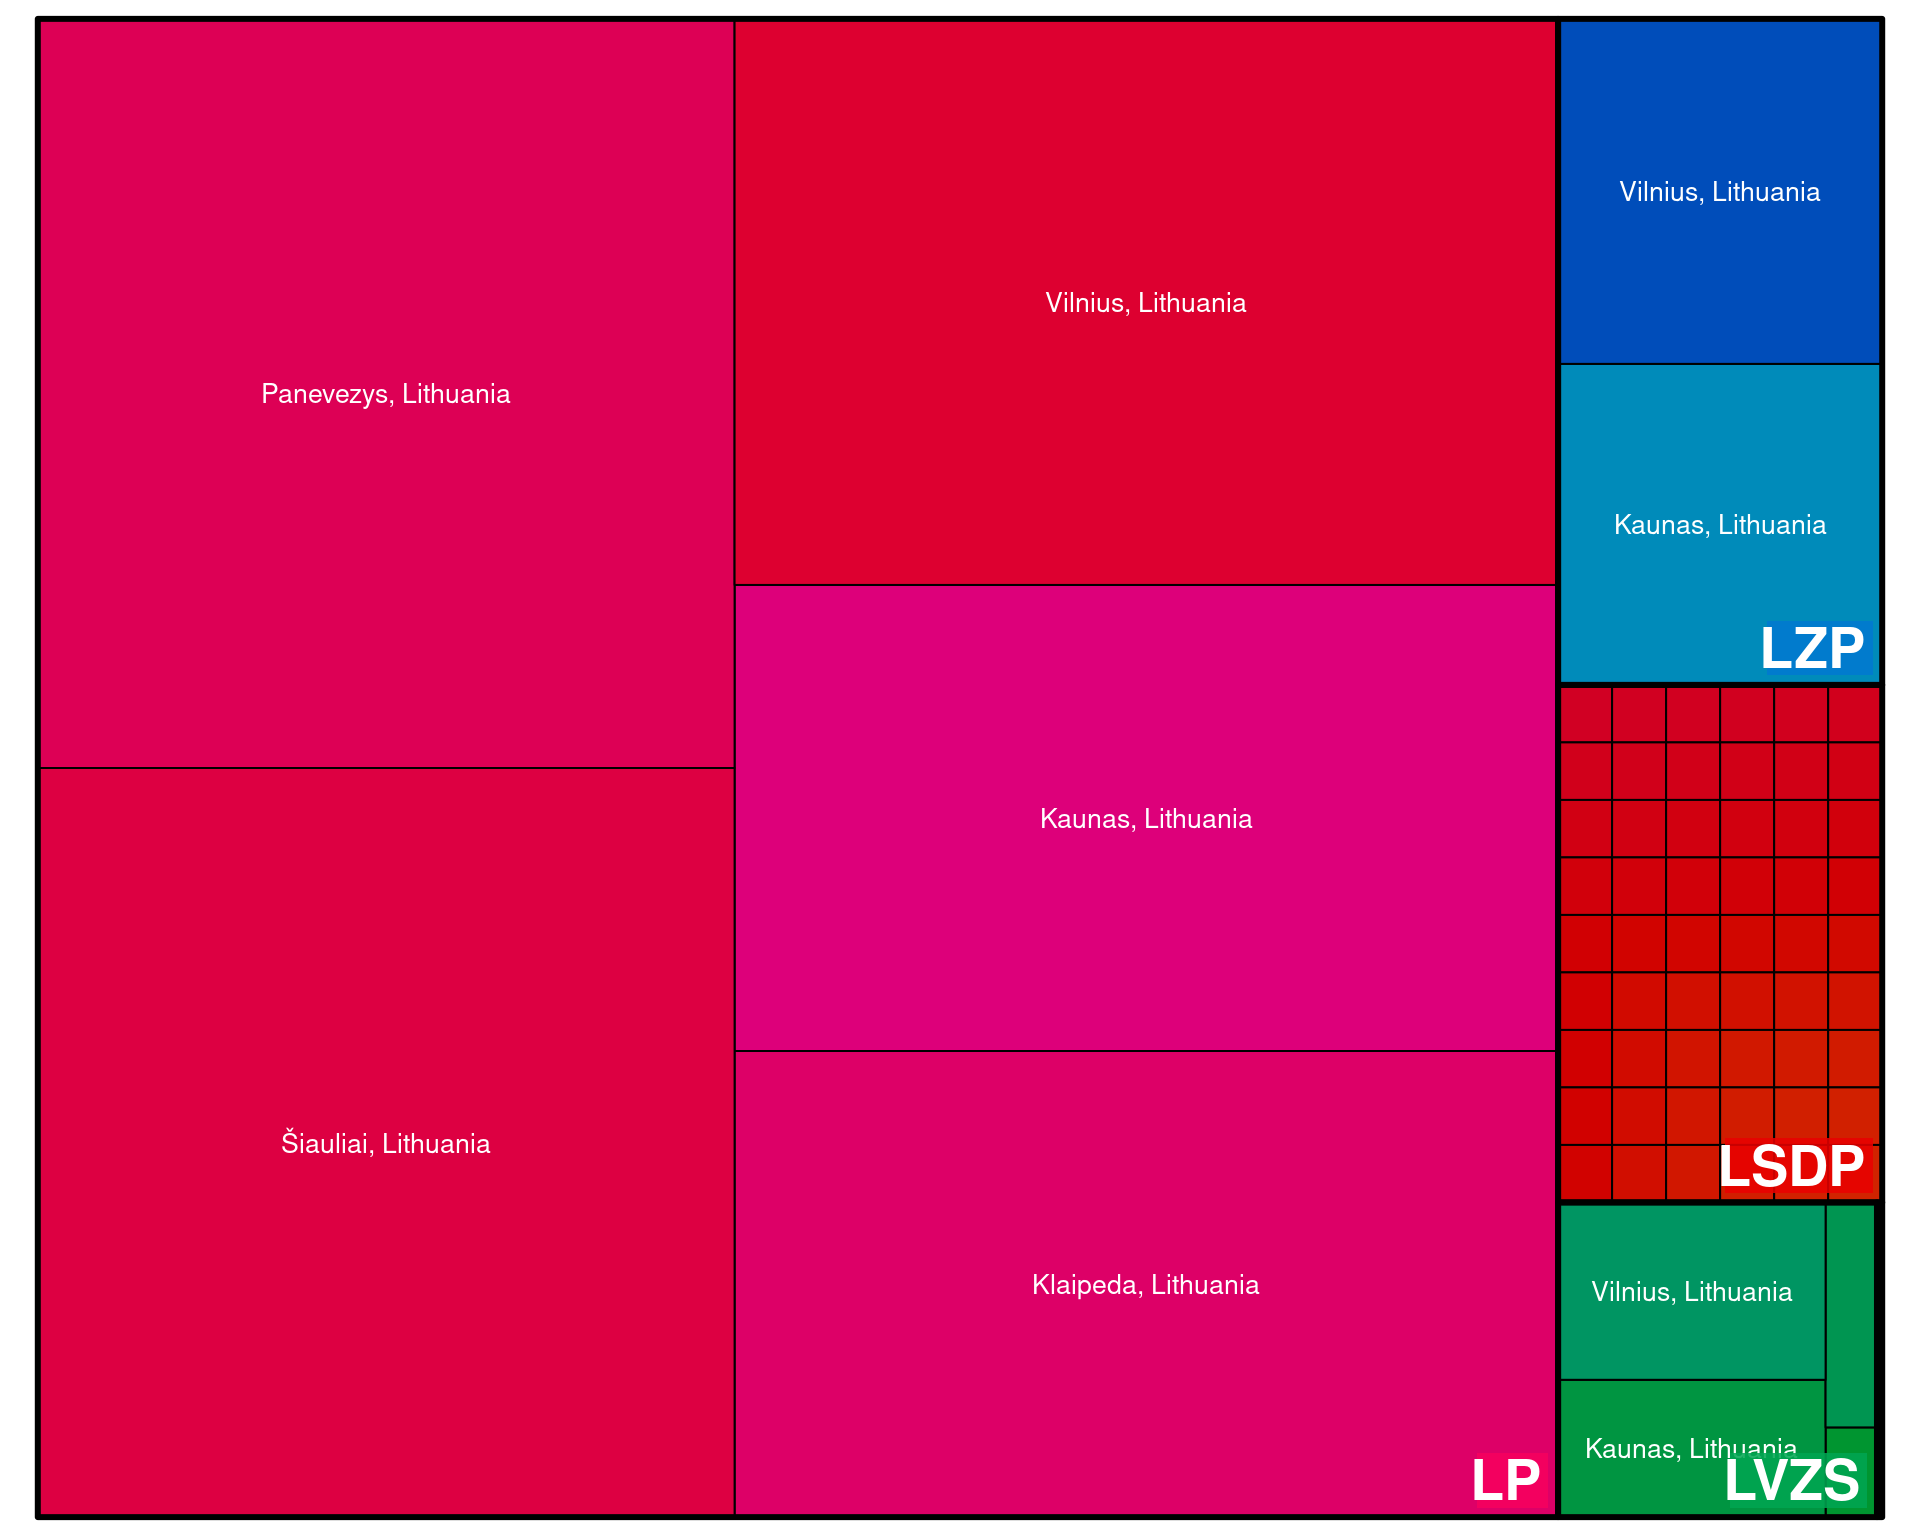 Panevezys, Lithuania
Šiauliai, Lithuania
Vilnius, Lithuania
Kaunas, Lithuania
Klaipeda, Lithuania
LP
Vilnius, Lithuania
Kaunas, Lithuania
LZP
LSDP
Vilnius, Lithuania
Kaunas, Lithuania
LVZS